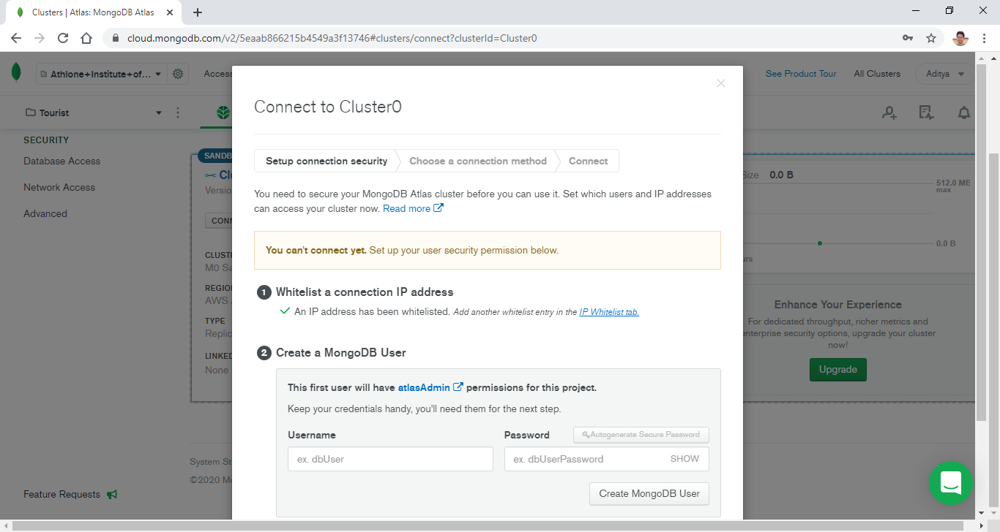 Clusters | Atlas: MongoDB Atlas
cloud.mongodb.com/v2/5eaab866215b4549a3f13746#clusters/connect?clusterId=Cluster0
Athlone+Institute+of...
Access
See Product Tour
All Clusters
Aditya
Tourist
SECURITY
Database Access
Network Access
Advanced
Feature Requests
SANDB
Clu
Versio
CONN
CLUSTE
M0 Sa
REGIO
AWS
TYPE
Replic
LINKED
None
System St
©2020 Mo
Connect to Cluster0
Setup connection security
Choose a connection method
Connect
You need to secure your MongoDB Atlas cluster before you can use it. Set which users and IP addresses
can access your cluster now. Read more
You can't connect yet. Set up your user security permission below.
1 Whitelist a connection IP address
An IP address has been whitelisted. Add another whitelist entry in the IP Whitelist tab.
2 Create a MongoDB User
This first user will have atlasAdmin permissions for this project.
Keep your credentials handy, you'll need them for the next step.
Username
Password
Autogenerate Secure Password
ex. dbUser
ex. dbUserPassword
SHOW
Create MongoDB User
Size 0.0 B
512.0 MB
max
0.0 B
urs
Enhance Your Experience
For dedicated throughput, richer metrics and
enterprise security options, upgrade your cluster
now!
Upgrade